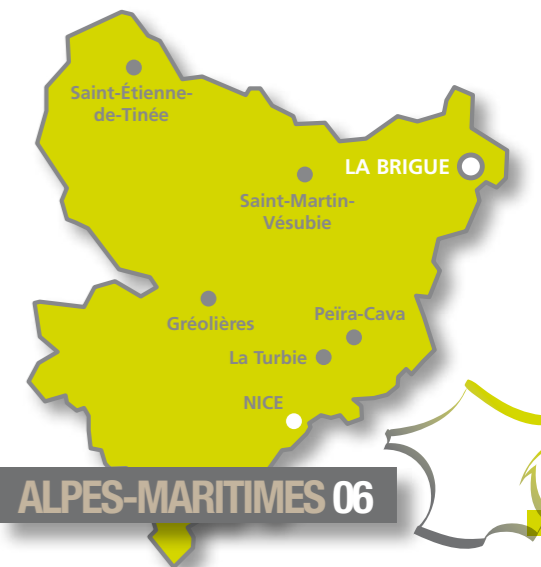 Saint-Étienne-
de-Tinée
LA BRIGUE
Saint-Martin-
Vésubie
Gréolières
Peïra-Cava
La Turbie
NICE
ALPES-MARITIMES 06